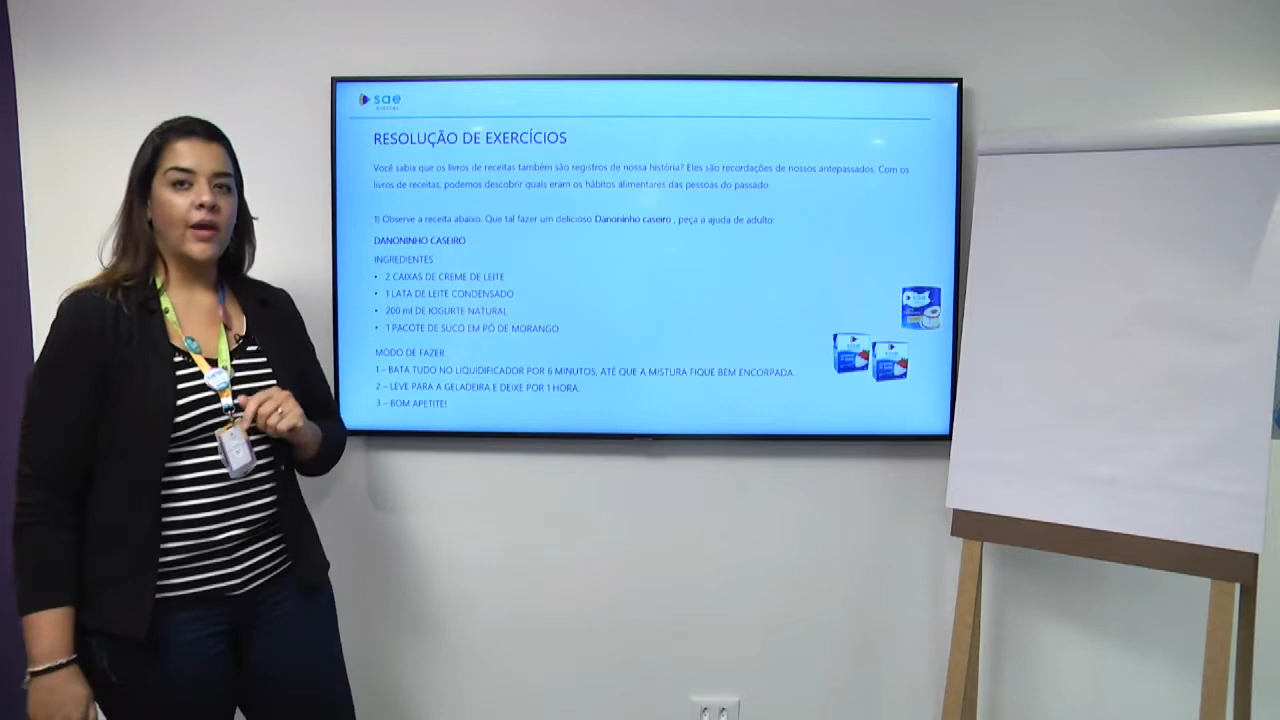 sae
DIGITAL
RESOLUÇÃO DE EXERCÍCIOS
Você sabia que os livros de receitas também são registros de nossa história? Eles são recordações de nossos antepassados. Com os
livros de receitas, podemos descobrir quais eram os hábitos alimentares das pessoas do passado.
1) Observe a receita abaixo. Que tal fazer um delicioso Danoninho caseiro , peça a ajuda de adulto:
DANONINHO CASEIRO
INGREDIENTES
• 2 CAIXAS DE CREME DE LEITE
• 1 LATA DE LEITE CONDENSADO
• 200 ml DE IOGURTE NATURAL
• 1 PACOTE DE SUCO EM PÓ DE MORANGO
MODO DE FAZER
1 – BATA TUDO NO LIQUIDIFICADOR POR 6 MINUTOS, ATÉ QUE A MISTURA FIQUE BEM ENCORPADA.
2 – LEVE PARA A GELADEIRA E DEIXE POR 1 HORA.
3 – BOM APETITE!
sae